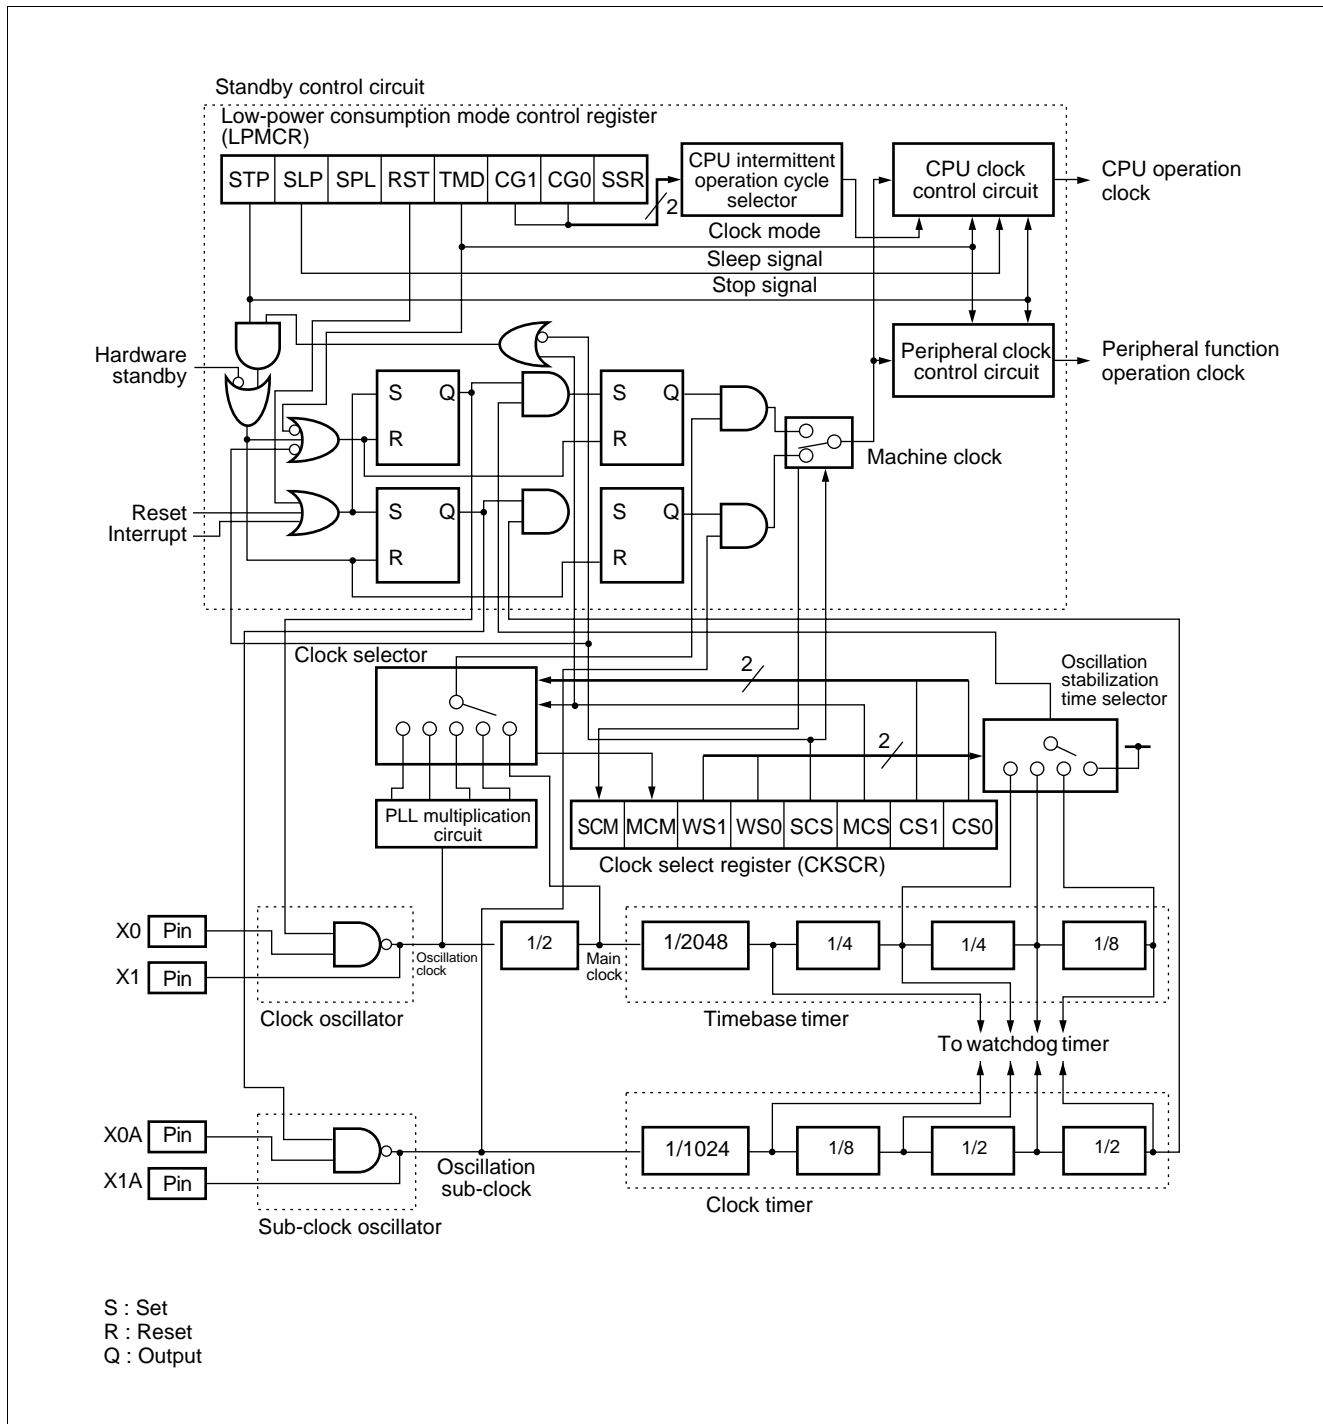 Standby control circuit
Low-power consumption mode control register
(LPMCR)
STP SLP SPL RST TMD CG1 CG0 SSR
2
CPU intermittent
operation cycle
selector
CPU clock
control circuit
CPU operation
clock
Clock mode
Sleep signal
Stop signal
Hardware
standby
Peripheral clock
control circuit
Peripheral function
operation clock
S Q
R
S Q
R
Machine clock
Reset
Interrupt
S Q
R
S Q
R
Clock selector
2
Oscillation
stabilization
time selector
2
PLL multiplication
circuit
SCM MCM WS1 WS0 SCS MCS CS1 CS0
Clock select register (CKSCR)
X0 Pin
X1 Pin
Oscillation
clock
1/2
Main
clock
1/2048
1/4
1/4
1/8
Clock oscillator
Timebase timer
To watchdog timer
X0A Pin
X1A Pin
Oscillation
sub-clock
1/1024
1/8
1/2
1/2
Sub-clock oscillator
Clock timer
S : Set
R : Reset
Q : Output